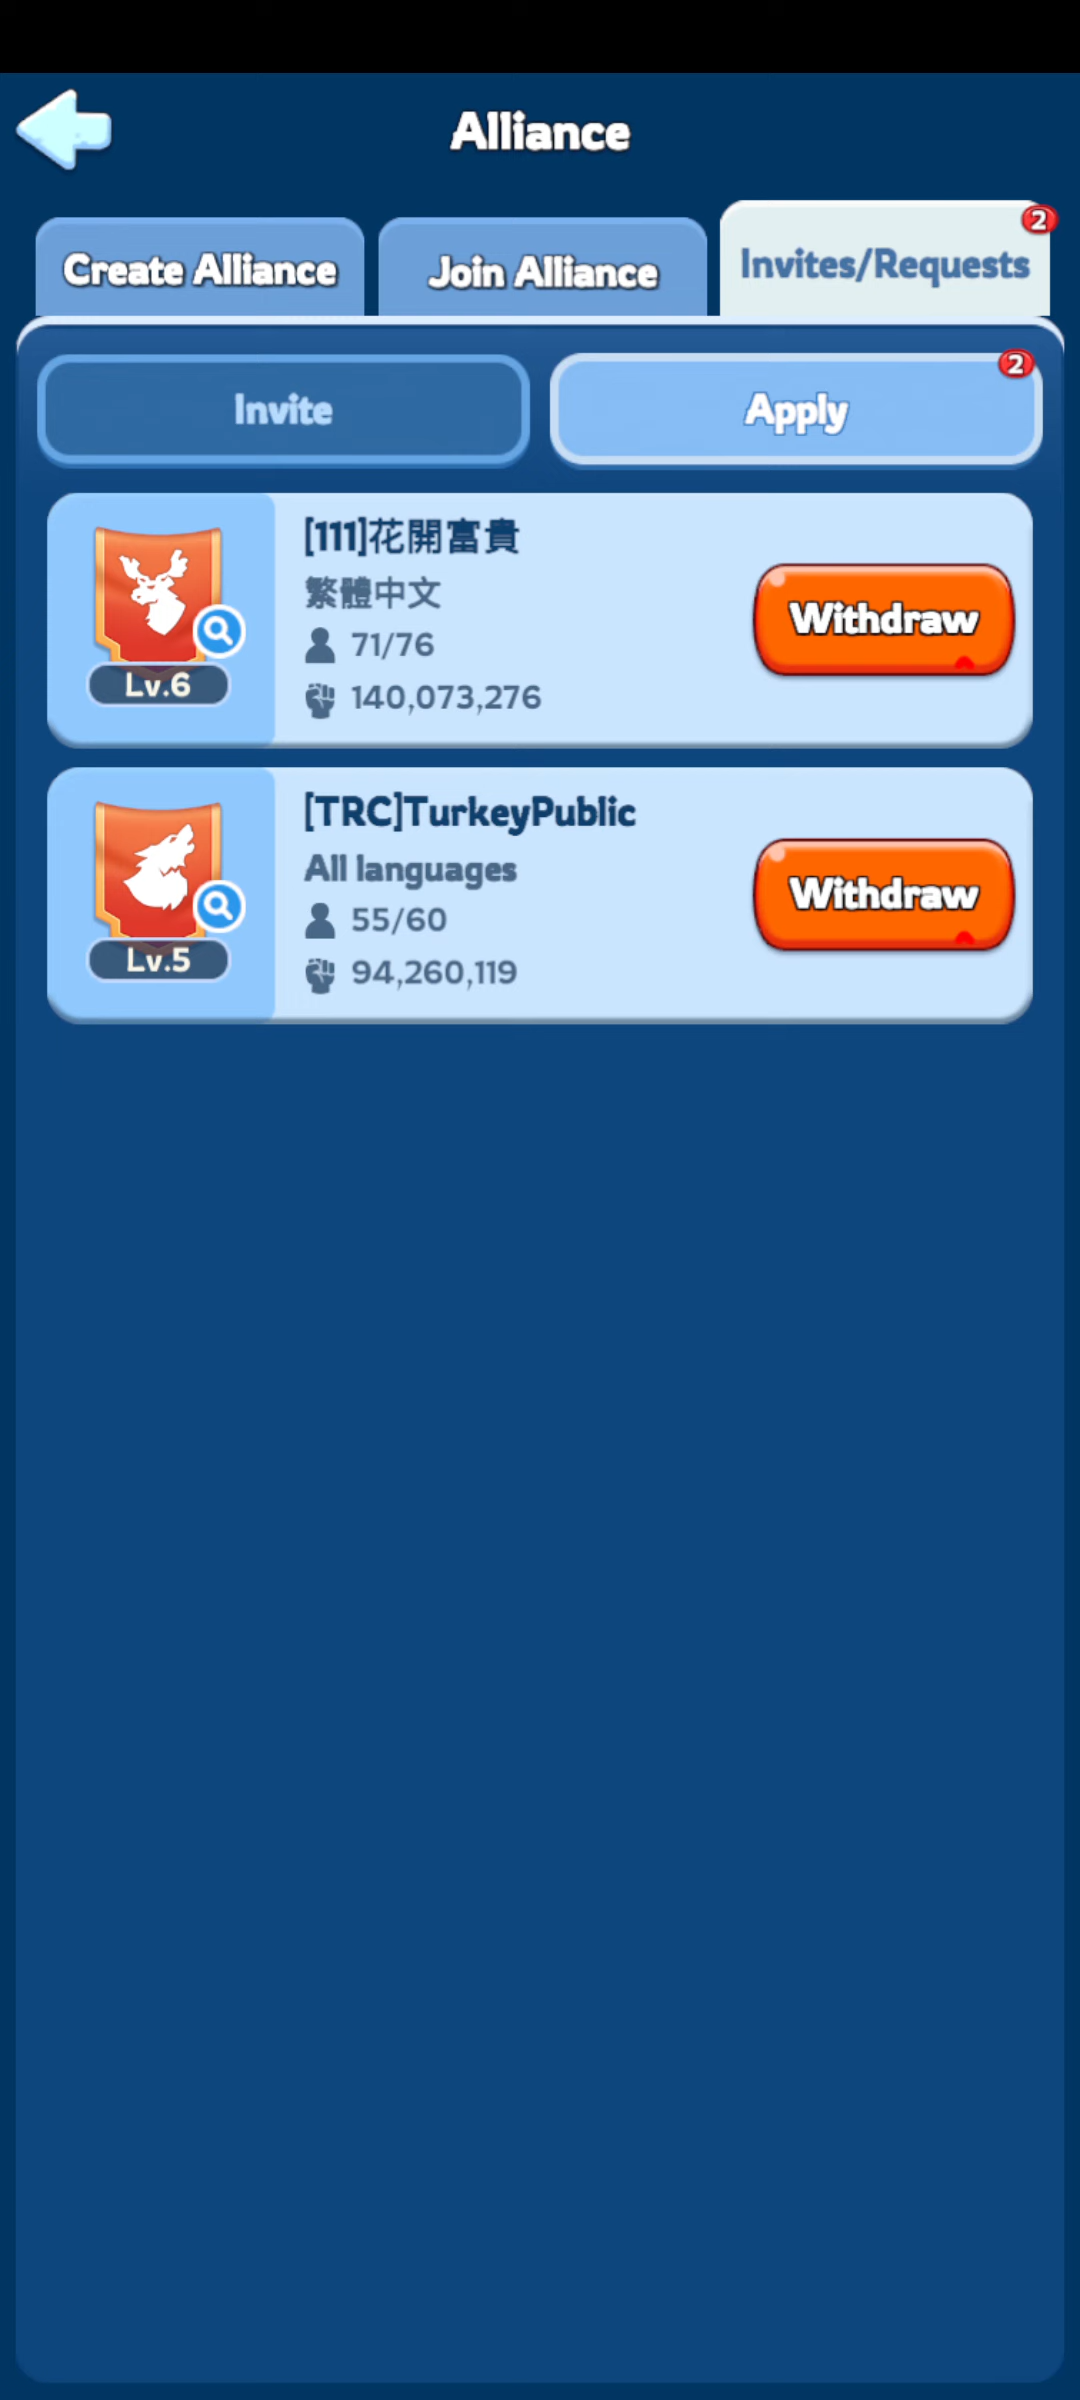 Alliance
Create Alliance
Join Alliance
Invites/Requests
2
Invite
Apply
2
[111]花開富貴
繁體中文
71/76
140,073,276
Lv.6
Withdraw
[TRC]TurkeyPublic
All languages
55/60
94,260,119
Lv.5
Withdraw